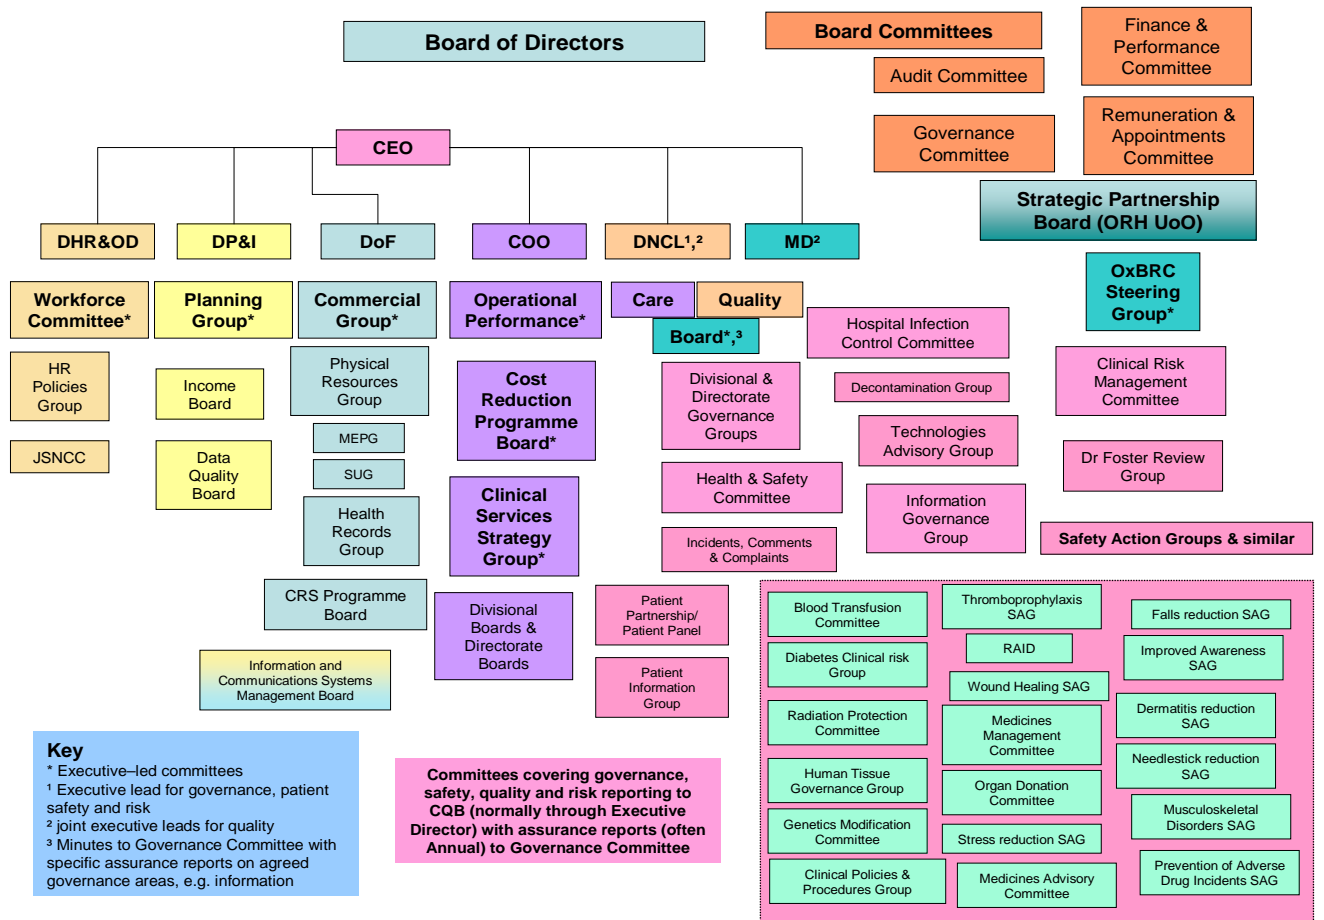 Board of Directors
Board Committees
Finance &
Performance
Committee
Audit Committee
Governance
Committee
Remuneration &
Appointments
Committee
CEO
Strategic Partnership
Board (ORH UoO)
DHR&OD
DP&I
DoF
COO
DNCL¹,²
MD²
OxBRC
Steering
Group*
Workforce
Committee*
Planning
Group*
Commercial
Group*
Operational
Performance*
Care
Quality
Board*,³
Hospital Infection
Control Committee
HR
Policies
Group
JSNCC
Income
Board
Data
Quality
Board
Physical
Resources
Group
MEPG
SUG
Health
Records
Group
CRS Programme
Board
Information and
Communications Systems
Management Board
Cost
Reduction
Programme
Board*
Clinical
Services
Strategy
Group*
Divisional
Boards &
Directorate
Boards
Divisional &
Directorate
Governance
Groups
Health & Safety
Committee
Incidents, Comments
& Complaints
Patient
Partnership/
Patient Panel
Patient
Information
Group
Decontamination Group
Technologies
Advisory Group
Information
Governance
Group
Clinical Risk
Management
Committee
Dr Foster Review
Group
Safety Action Groups & similar
Blood Transfusion
Committee
Diabetes Clinical risk
Group
Radiation Protection
Committee
Human Tissue
Governance Group
Genetics Modification
Committee
Clinical Policies &
Procedures Group
Thromboprophylaxis
SAG
RAID
Wound Healing SAG
Medicines
Management
Committee
Organ Donation
Committee
Stress reduction SAG
Medicines Advisory
Committee
Falls reduction SAG
Improved Awareness
SAG
Dermatitis reduction
SAG
Needlestick reduction
SAG
Musculoskeletal
Disorders SAG
Prevention of Adverse
Drug Incidents SAG
Key
* Executive–led committees
¹ Executive lead for governance, patient
safety and risk
² joint executive leads for quality
³ Minutes to Governance Committee with
specific assurance reports on agreed
governance areas, e.g. information
Committees covering governance,
safety, quality and risk reporting to
CQB (normally through Executive
Director) with assurance reports (often
Annual) to Governance Committee